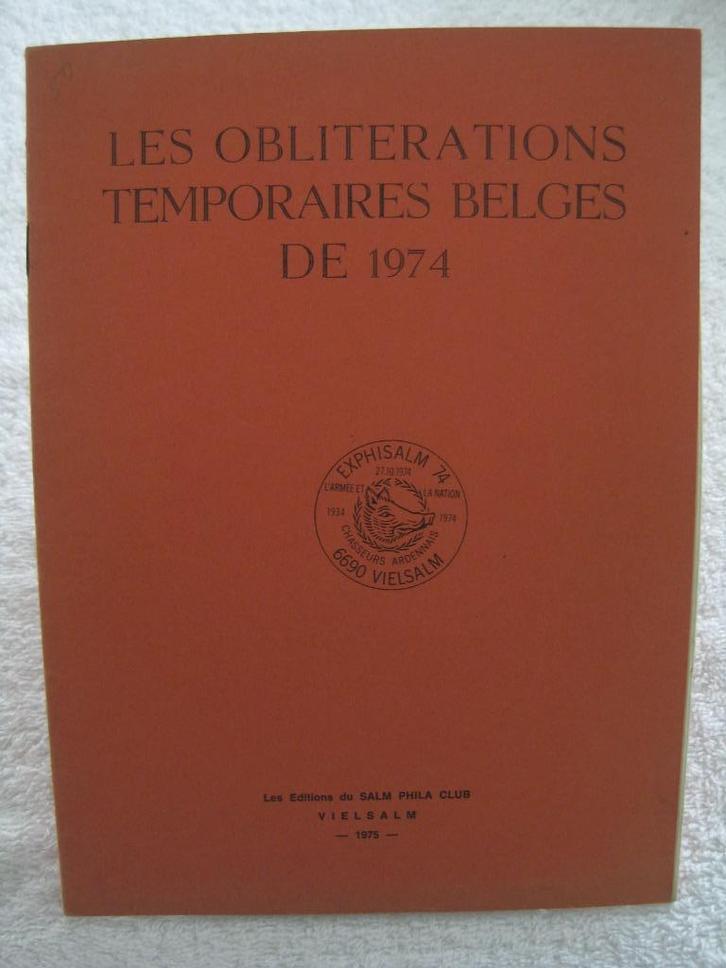 LES OBLITERATIONS
TEMPORAIRES BELGES
DE 1974
EXPHISALM 74
27.10.1974
L'ARMEE ET LA NATION
1934 1974
CHASSEURS ARDENNAIS
6690 VIELSALM
Les Editions du SALM PHILA CLUB
VIELSALM
— 1975 —